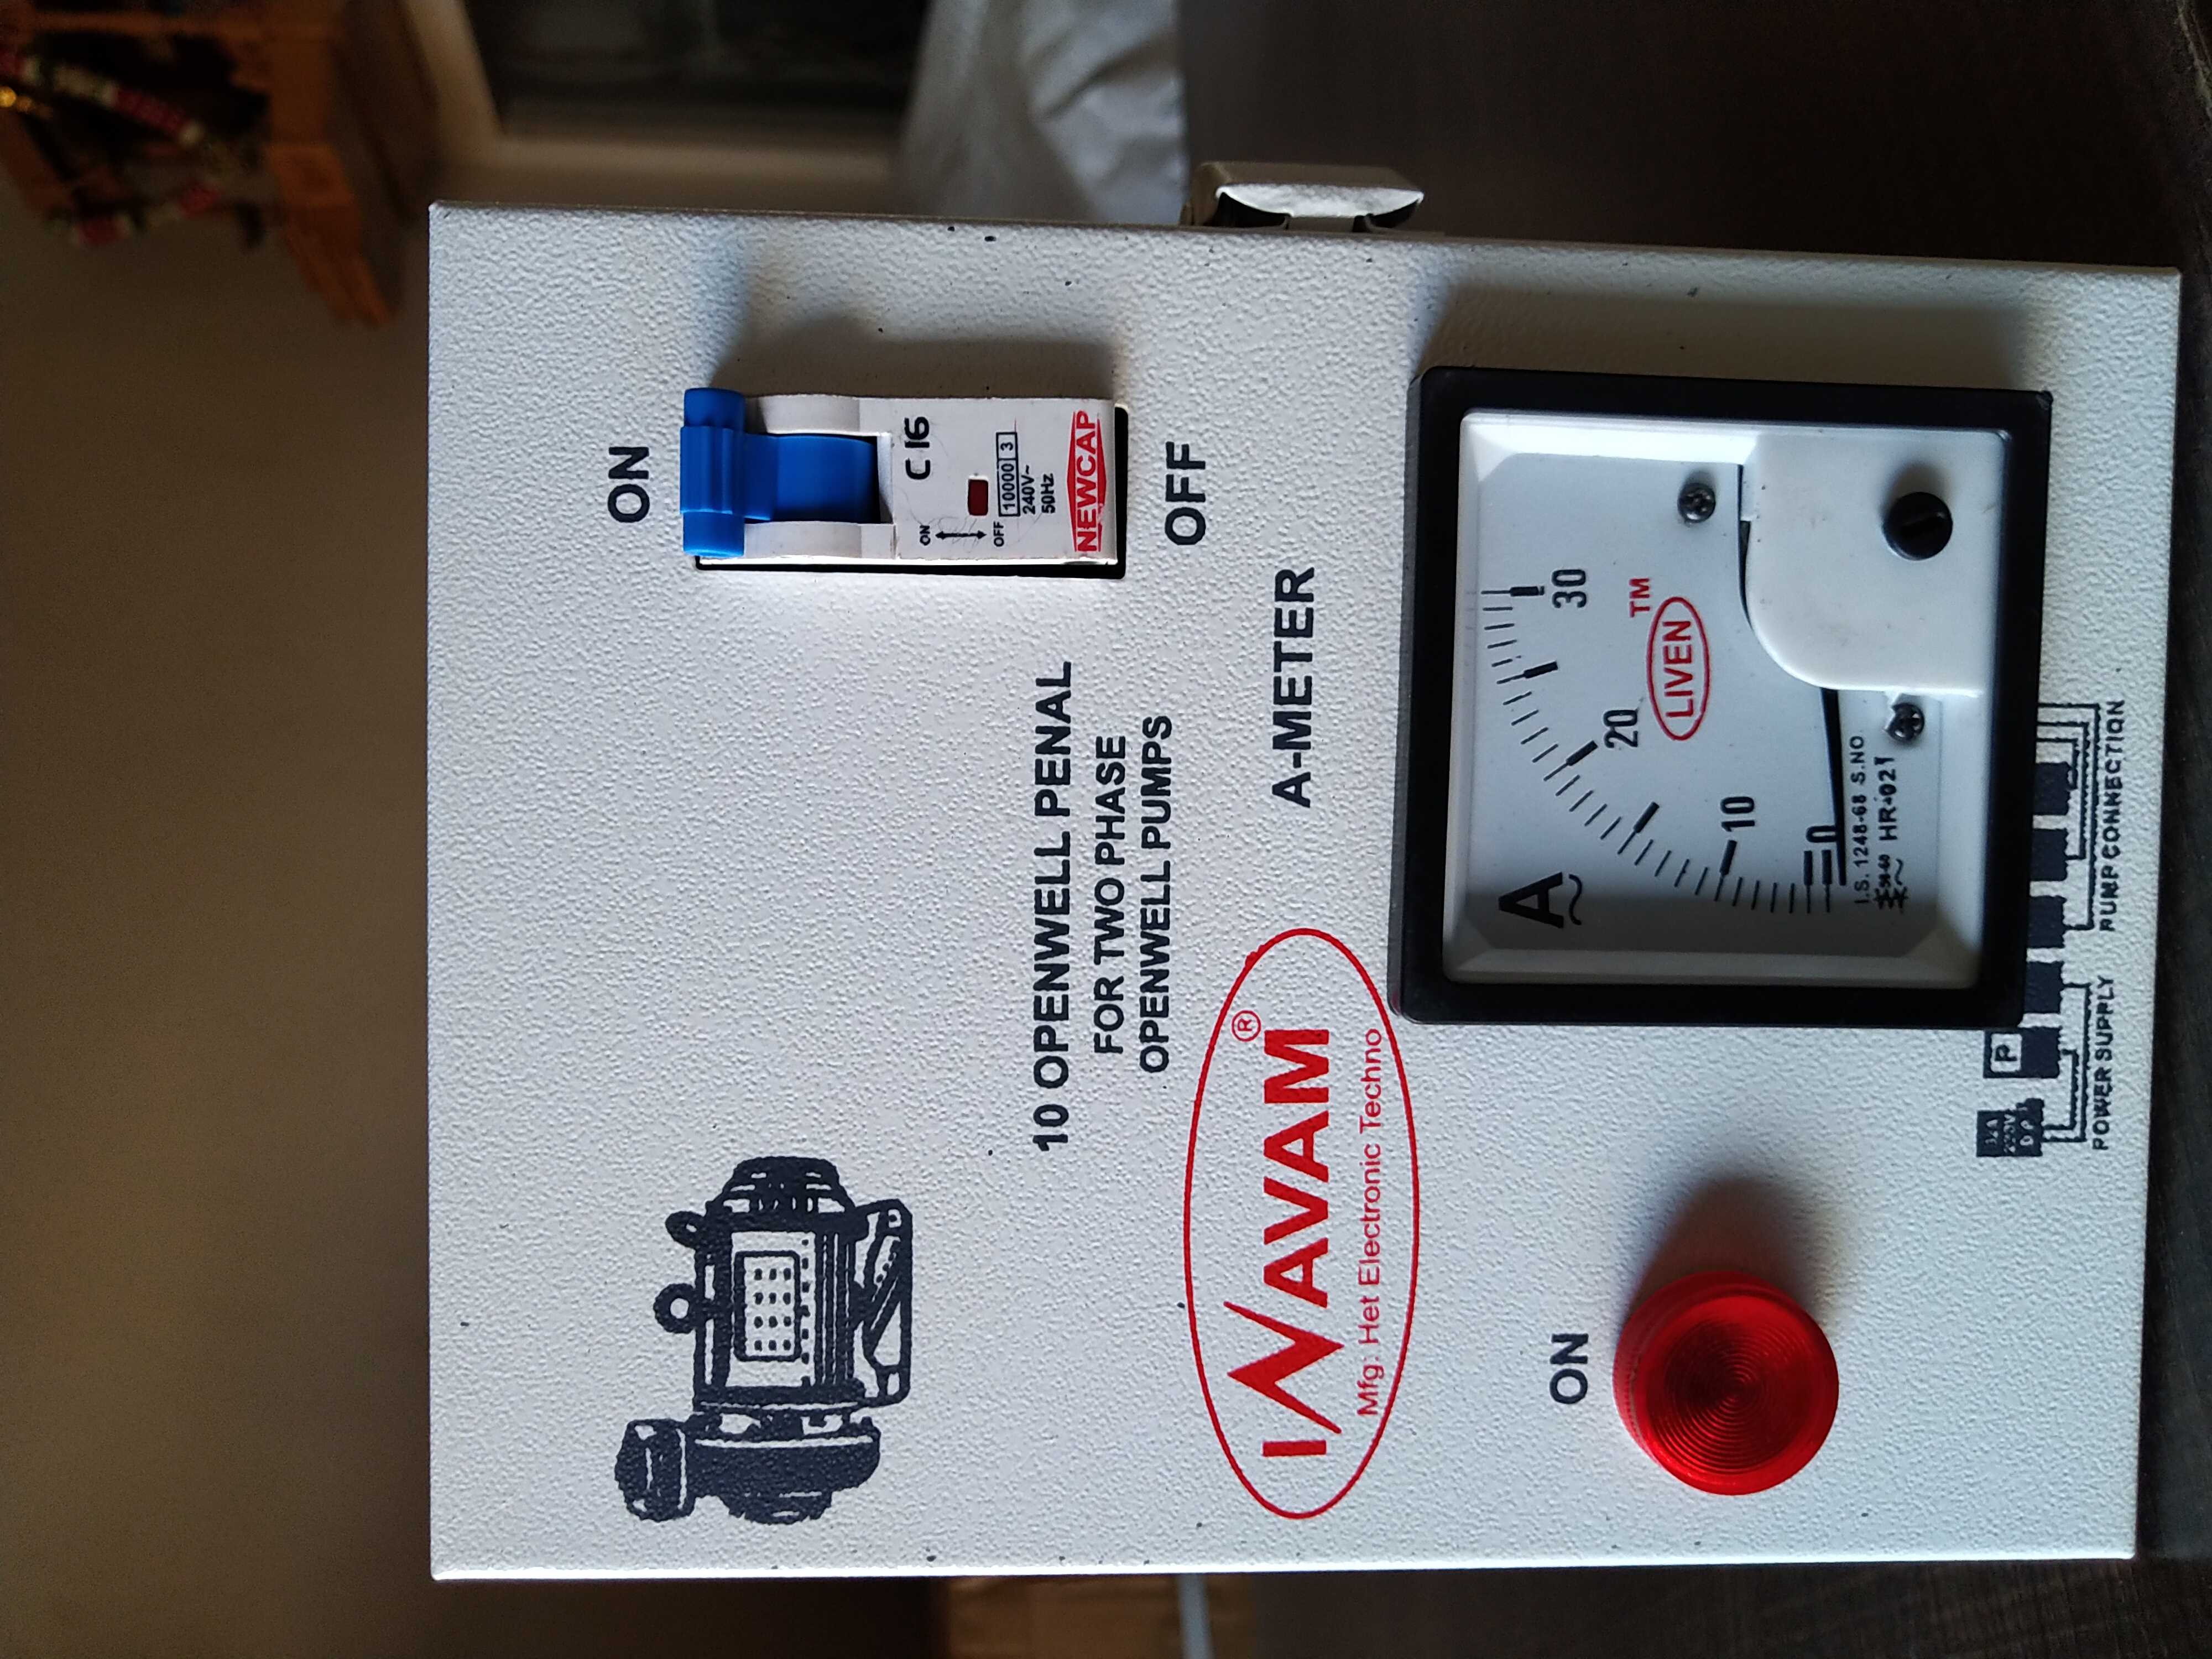 ON
C 16
ON
OFF
10000 3
240V~
50Hz
NEWCAP
OFF
10 OPENWELL PENAL
FOR TWO PHASE
OPENWELL PUMPS
A-METER
INAVAM®
Mfg. Het Electronic Techno
A
0
10
20
30
LIVEN TM
I.S. 1248-68 S.NO.
HR-021
ON
P
POWER SUPPLY
PUMP CONNECTION